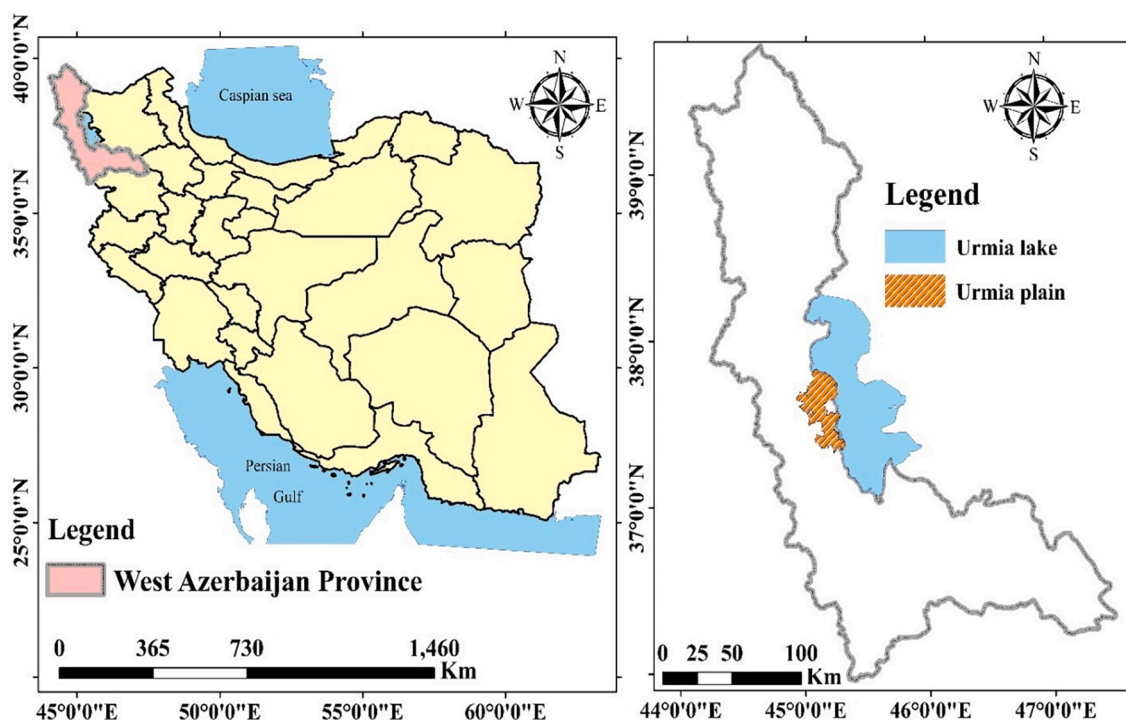 N
W E
S
Caspian sea
Persian
Gulf
Legend
West Azerbaijan Province
0 365 730 1,460
Km
40°0'0"N
35°0'0"N
30°0'0"N
25°0'0"N
45°0'0"E 50°0'0"E 55°0'0"E 60°0'0"E
N
W E
S
Legend
Urmia lake
Urmia plain
39°0'0"N
38°0'0"N
37°0'0"N
0 25 50 100
Km
44°0'0"E 45°0'0"E 46°0'0"E 47°0'0"E